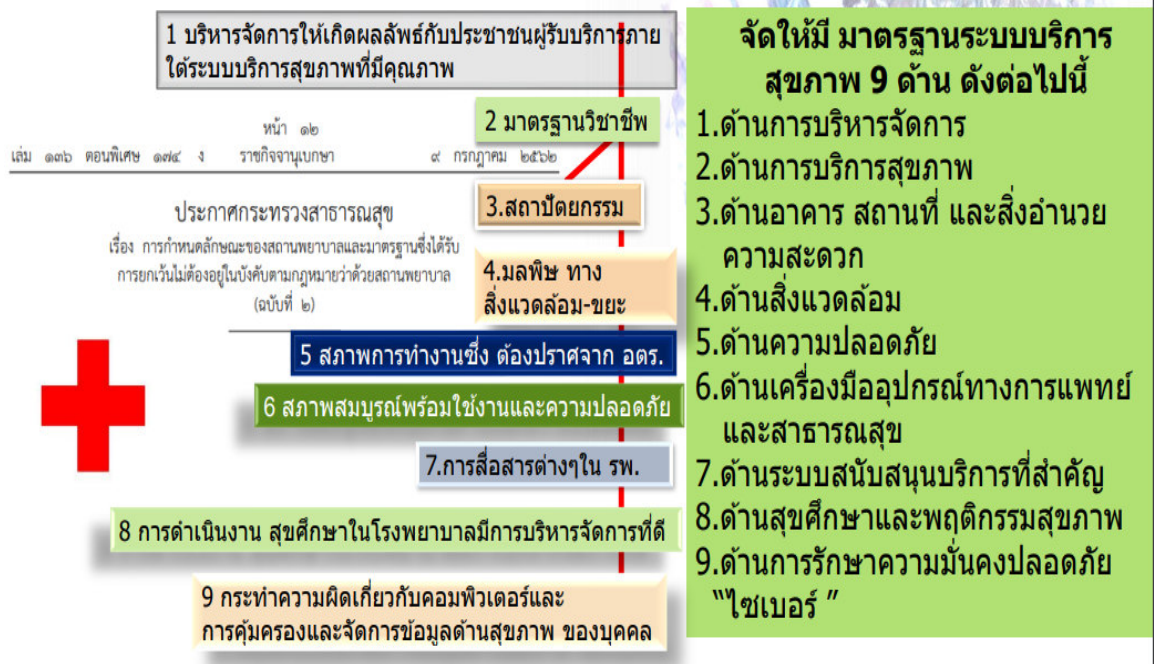 1 บริหารจัดการให้เกิดผลลัพธ์กับประชาชนผู้รับบริการภาย
ใต้ระบบบริการสุขภาพที่มีคุณภาพ
2 มาตรฐานวิชาชีพ
หน้า ๑๒
เล่ม ๑๓๖ ตอนพิเศษ ๑๗๔ ง ราชกิจจานุเบกษา ๙ กรกฎาคม ๒๕๖๒
3.สถาปัตยกรรม
ประกาศกระทรวงสาธารณสุข
เรื่อง การกำหนดลักษณะของสถานพยาบาลและมาตรฐานซึ่งได้รับ
การยกเว้นไม่ต้องอยู่ในบังคับตามกฎหมายว่าด้วยสถานพยาบาล
(ฉบับที่ ๒)
4.มลพิษ ทาง
สิ่งแวดล้อม-ขยะ
5 สภาพการทำงานซึ่ง ต้องปราศจาก อตร.
6 สภาพสมบูรณ์พร้อมใช้งานและความปลอดภัย
7.การสื่อสารต่างๆใน รพ.
8 การดำเนินงาน สุขศึกษาในโรงพยาบาลมีการบริหารจัดการที่ดี
9 กระทำความผิดเกี่ยวกับคอมพิวเตอร์และ
การคุ้มครองและจัดการข้อมูลด้านสุขภาพ ของบุคคล
จัดให้มี มาตรฐานระบบบริการ
สุขภาพ 9 ด้าน ดังต่อไปนี้
1.ด้านการบริหารจัดการ
2.ด้านการบริการสุขภาพ
3.ด้านอาคาร สถานที่ และสิ่งอำนวย
ความสะดวก
4.ด้านสิ่งแวดล้อม
5.ด้านความปลอดภัย
6.ด้านเครื่องมืออุปกรณ์ทางการแพทย์
และสาธารณสุข
7.ด้านระบบสนับสนุนบริการที่สำคัญ
8.ด้านสุขศึกษาและพฤติกรรมสุขภาพ
9.ด้านการรักษาความมั่นคงปลอดภัย
“ไซเบอร์ ”